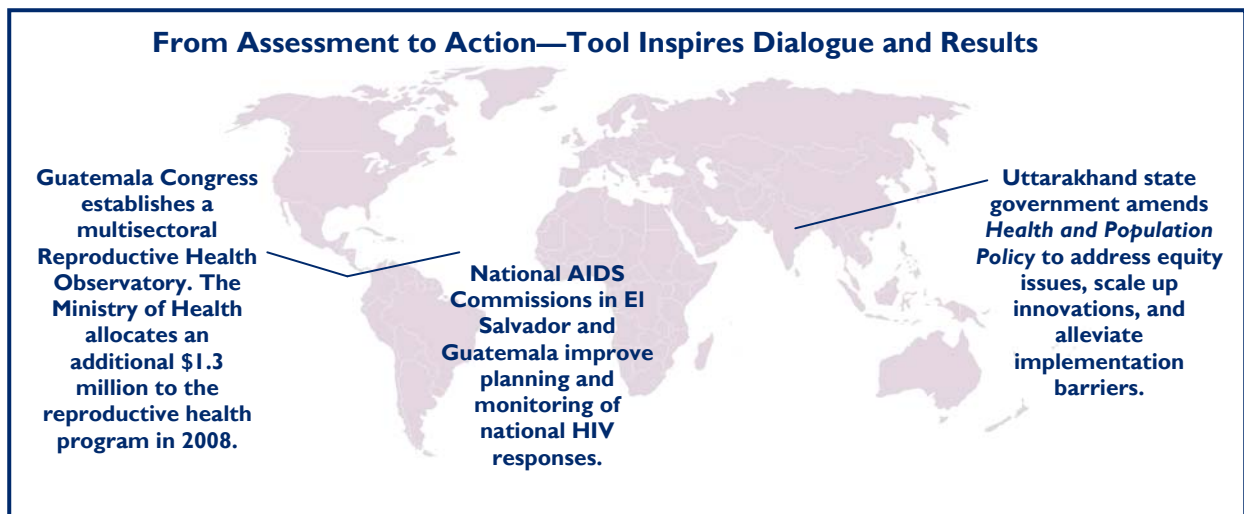 From Assessment to Action—Tool Inspires Dialogue and Results
Guatemala Congress
establishes a
multisectoral
Reproductive Health
Observatory. The
Ministry of Health
allocates an
additional $1.3
million to the
reproductive health
program in 2008.
National AIDS
Commissions in El
Salvador and
Guatemala improve
planning and
monitoring of
national HIV
responses.
Uttarakhand state
government amends
Health and Population
Policy to address equity
issues, scale up
innovations, and
alleviate
implementation
barriers.